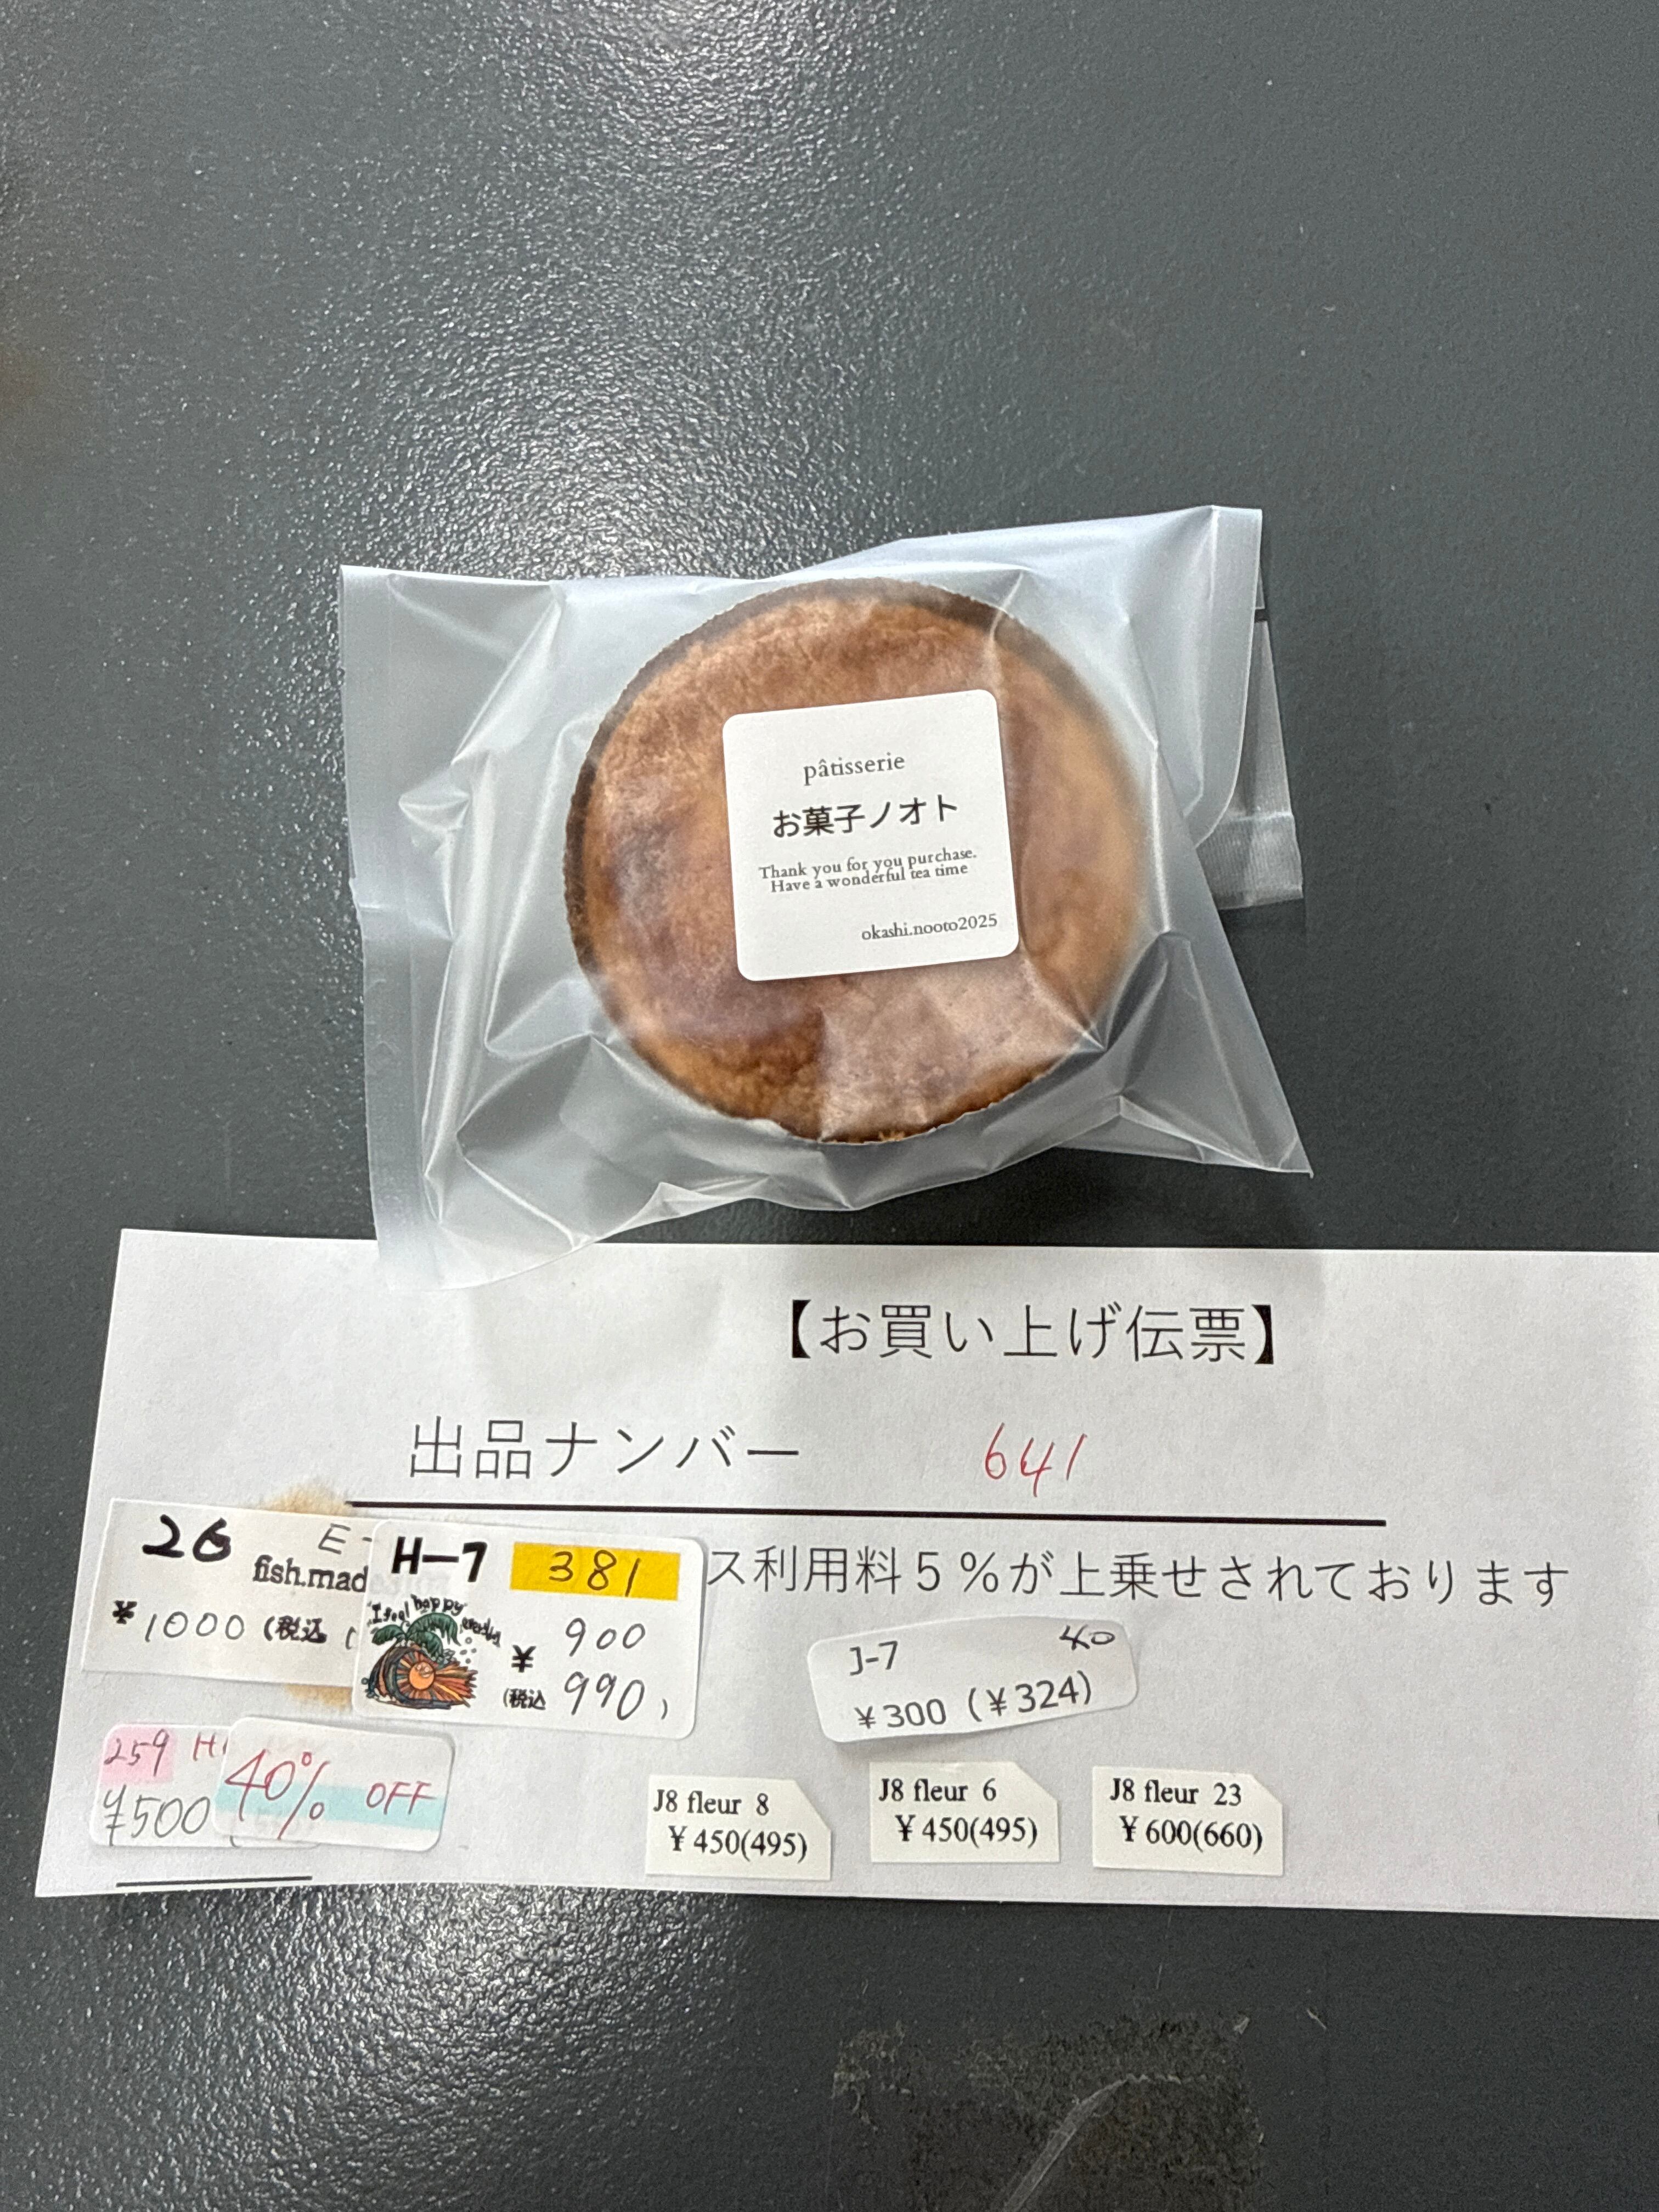 pâtisserie
お菓子ノオト
Thank you for you purchase.
Have a wonderful tea time
okashi.nooto2025
【お買い上げ伝票】
出品ナンバー 641
ス利用料5%が上乗せされております
26 E-
fish.mad
¥1000(税込
H-7 381
I feel happy
¥ 900
(税込 990)
J-7 40
¥300(¥324)
259 H
¥500
40% OFF
J8 fleur 8
¥450(495)
J8 fleur 6
¥450(495)
J8 fleur 23
¥600(660)